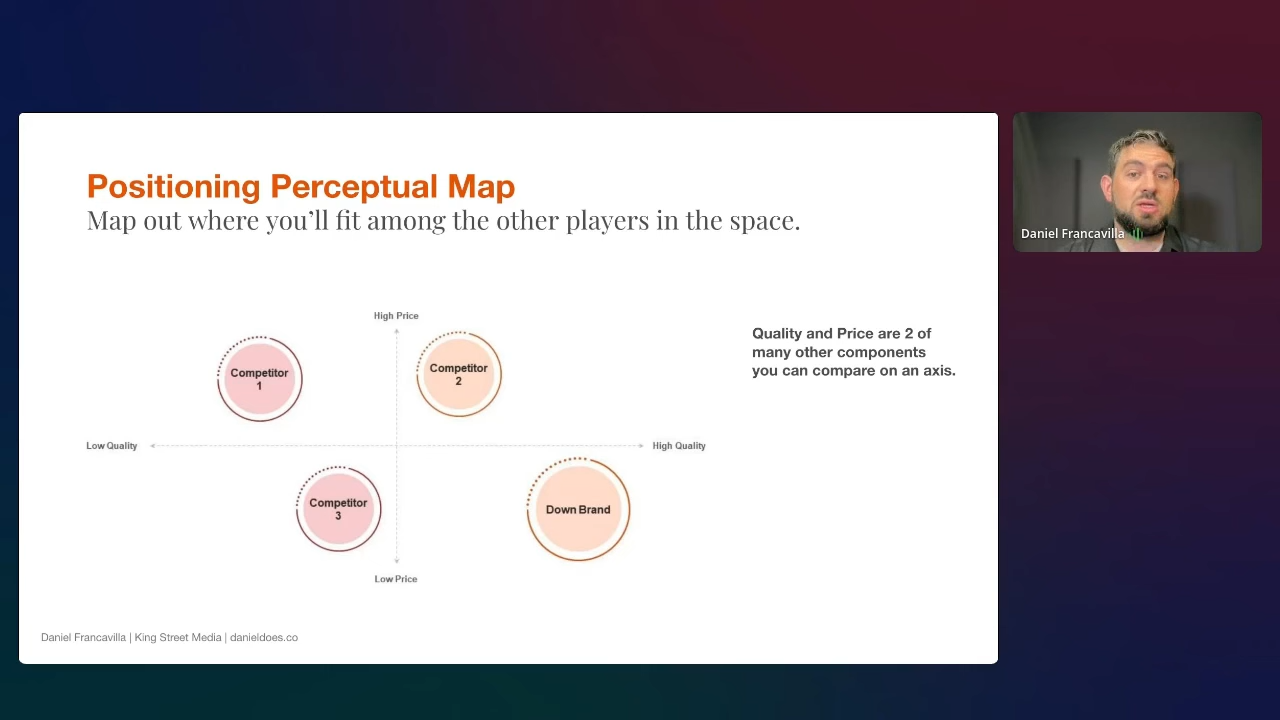 Positioning Perceptual Map
Map out where you’ll fit among the other players in the space.
High Price
Competitor
1
Competitor
2
Quality and Price are 2 of
many other components
you can compare on an axis.
Low Quality
High Quality
Competitor
3
Down Brand
Low Price
Daniel Francavilla | King Street Media | danieldoes.co
Daniel Francavilla